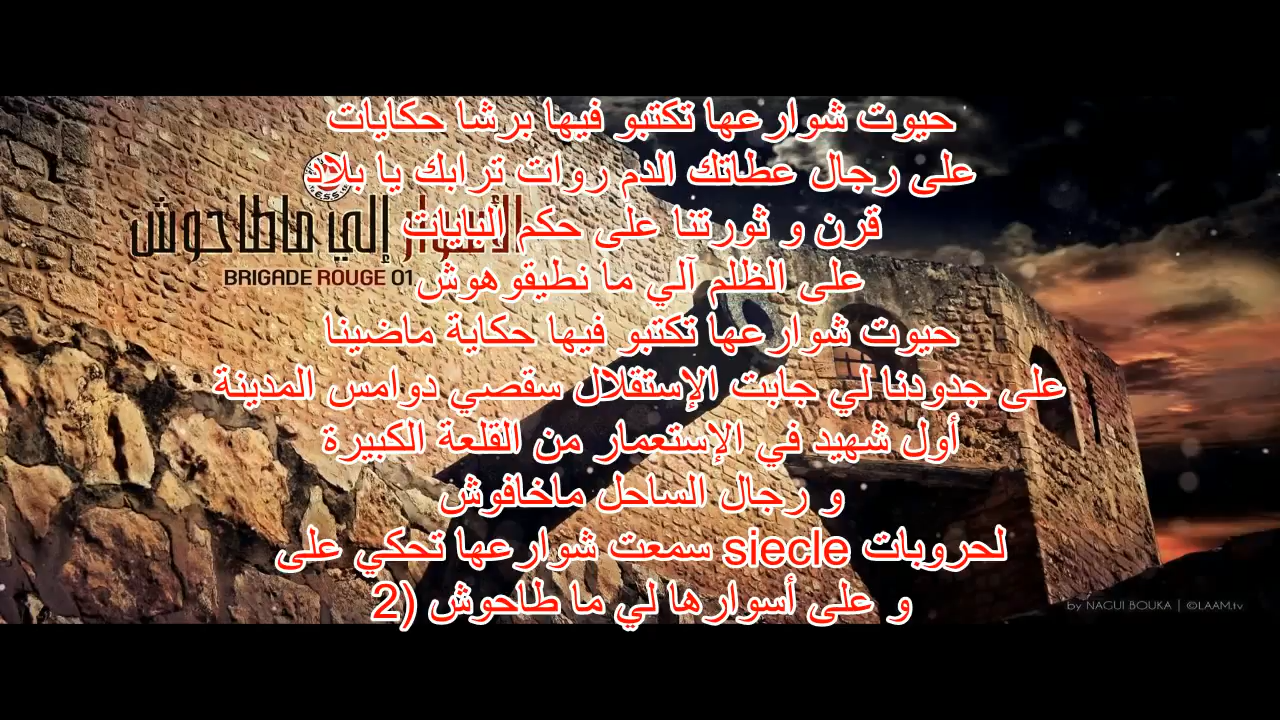 حيوت شوارعها تكتبو فيها برشا حكايات
على رجال عطاتك الدم روات ترابك يا بلاد
قرن و ثورتنا على حكم البايات
على الظلم آلي ما نطيقوهوش
حيوت شوارعها تكتبو فيها حكاية ماضينا
على جدودنا لي جابت الإستقلال سقصي دوامس المدينة
أول شهيد في الإستعمار من القلعة الكبيرة
و رجال الساحل ماخافوش
لحروبات siecle سمعت شوارعها تحكي على
و على أسوارها لي ما طاحوش (2
الأسوار إلي ماطاحوش
BRIGADE ROUGE 01
by NAGUI BOUKA | ©LAAM.tv